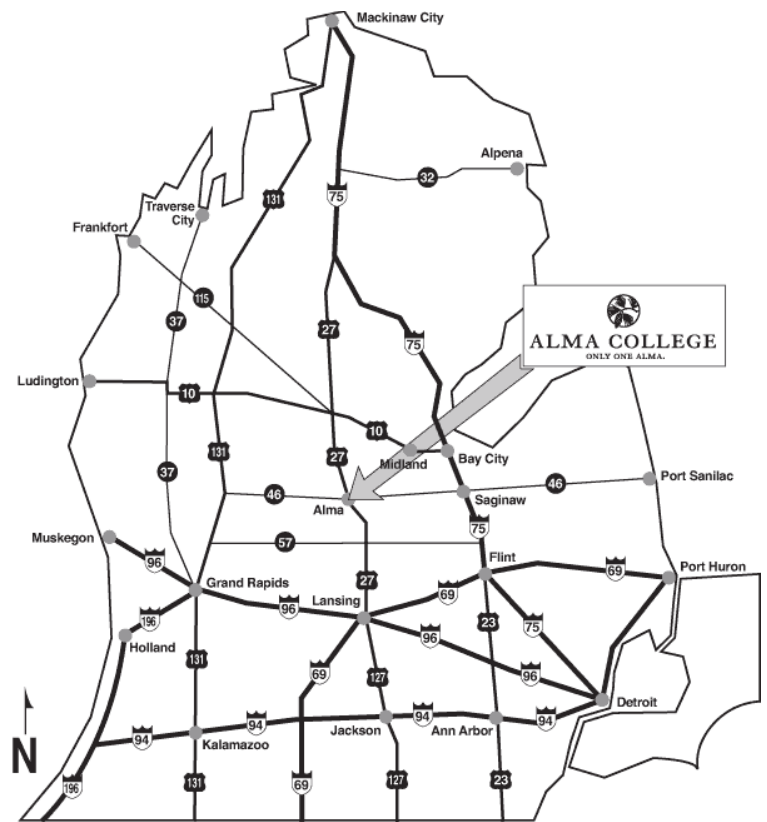 Mackinaw City
Alpena
32
131
75
Traverse
City
Frankfort
115
37
27
75
ALMA COLLEGE
ONLY ONE ALMA.
Ludington
10
10
131
27
Midland
Bay City
37
46
46
Port Sanilac
Alma
Saginaw
75
Muskegon
57
96
Flint
69
Port Huron
Grand Rapids
27
69
96
Lansing
196
23
75
96
Holland
131
69
96
127
Detroit
94
94
94
94
Kalamazoo
Jackson
Ann Arbor
N
196
131
69
127
23